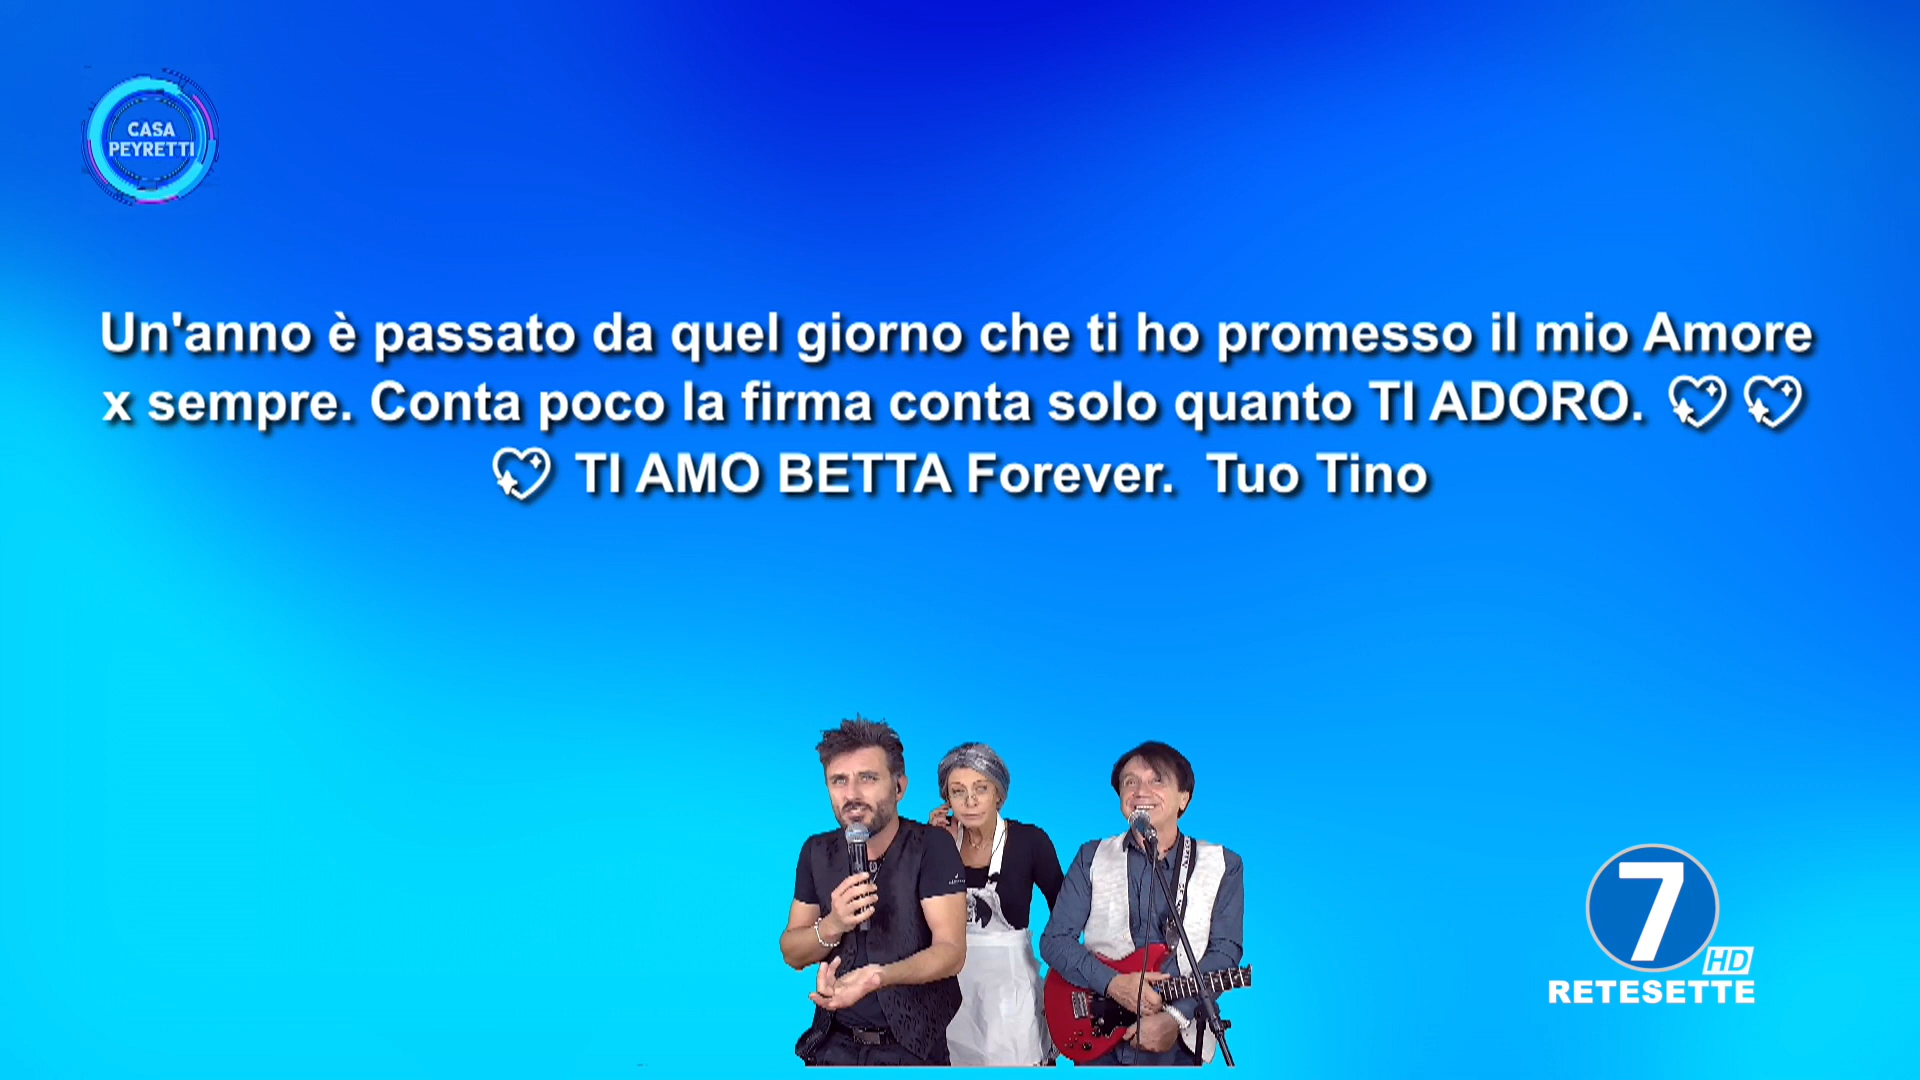 CASA
PEYRETTI
Un'anno è passato da quel giorno che ti ho promesso il mio Amore
x sempre. Conta poco la firma conta solo quanto TI ADORO. 💖 💖
💖 TI AMO BETTA Forever. Tuo Tino
7
HD
RETESETTE